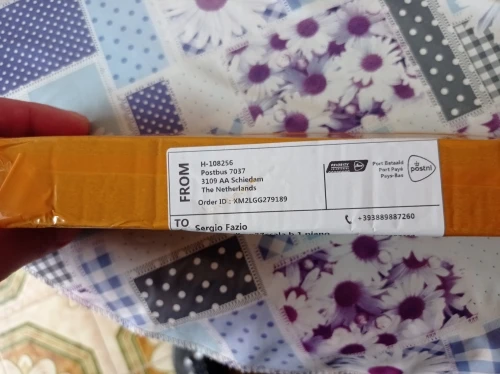 FROM
H-108256
Postbus 7037
3109 AA Schiedam
The Netherlands
Order ID : XM2LGG279189
Port Betaald
Port Payé
Pays-Bas
postnl
TO
Sergio Fazio
+393889887260